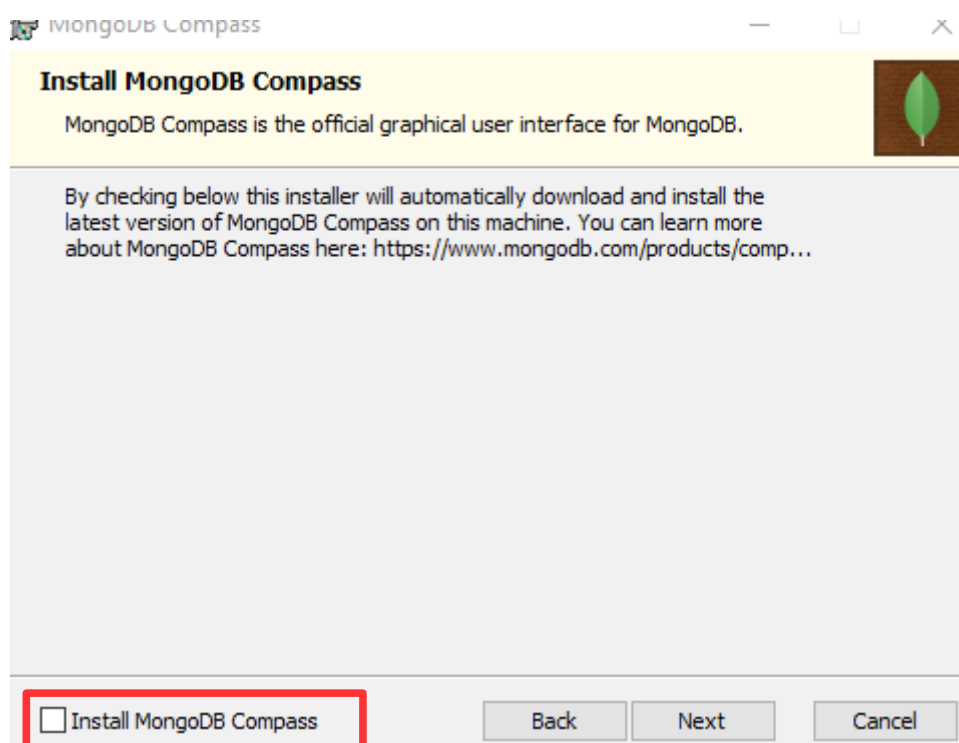 MongoDB Compass
Install MongoDB Compass
MongoDB Compass is the official graphical user interface for MongoDB.
By checking below this installer will automatically download and install the
latest version of MongoDB Compass on this machine. You can learn more
about MongoDB Compass here: https://www.mongodb.com/products/comp...
Install MongoDB Compass
Back
Next
Cancel